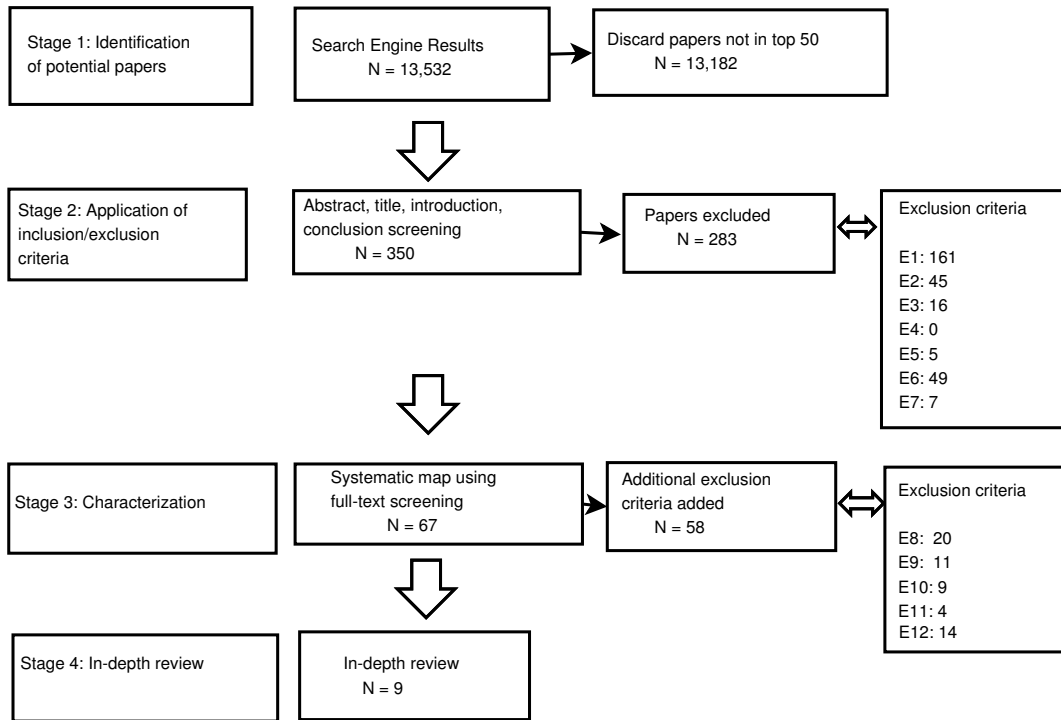 Stage 1: Identification
of potential papers
Search Engine Results
N = 13,532
Discard papers not in top 50
N = 13,182
Stage 2: Application of
inclusion/exclusion
criteria
Abstract, title, introduction,
conclusion screening
N = 350
Papers excluded
N = 283
Exclusion criteria
E1: 161
E2: 45
E3: 16
E4: 0
E5: 5
E6: 49
E7: 7
Stage 3: Characterization
Systematic map using
full-text screening
N = 67
Additional exclusion
criteria added
N = 58
Exclusion criteria
E8: 20
E9: 11
E10: 9
E11: 4
E12: 14
Stage 4: In-depth review
In-depth review
N = 9